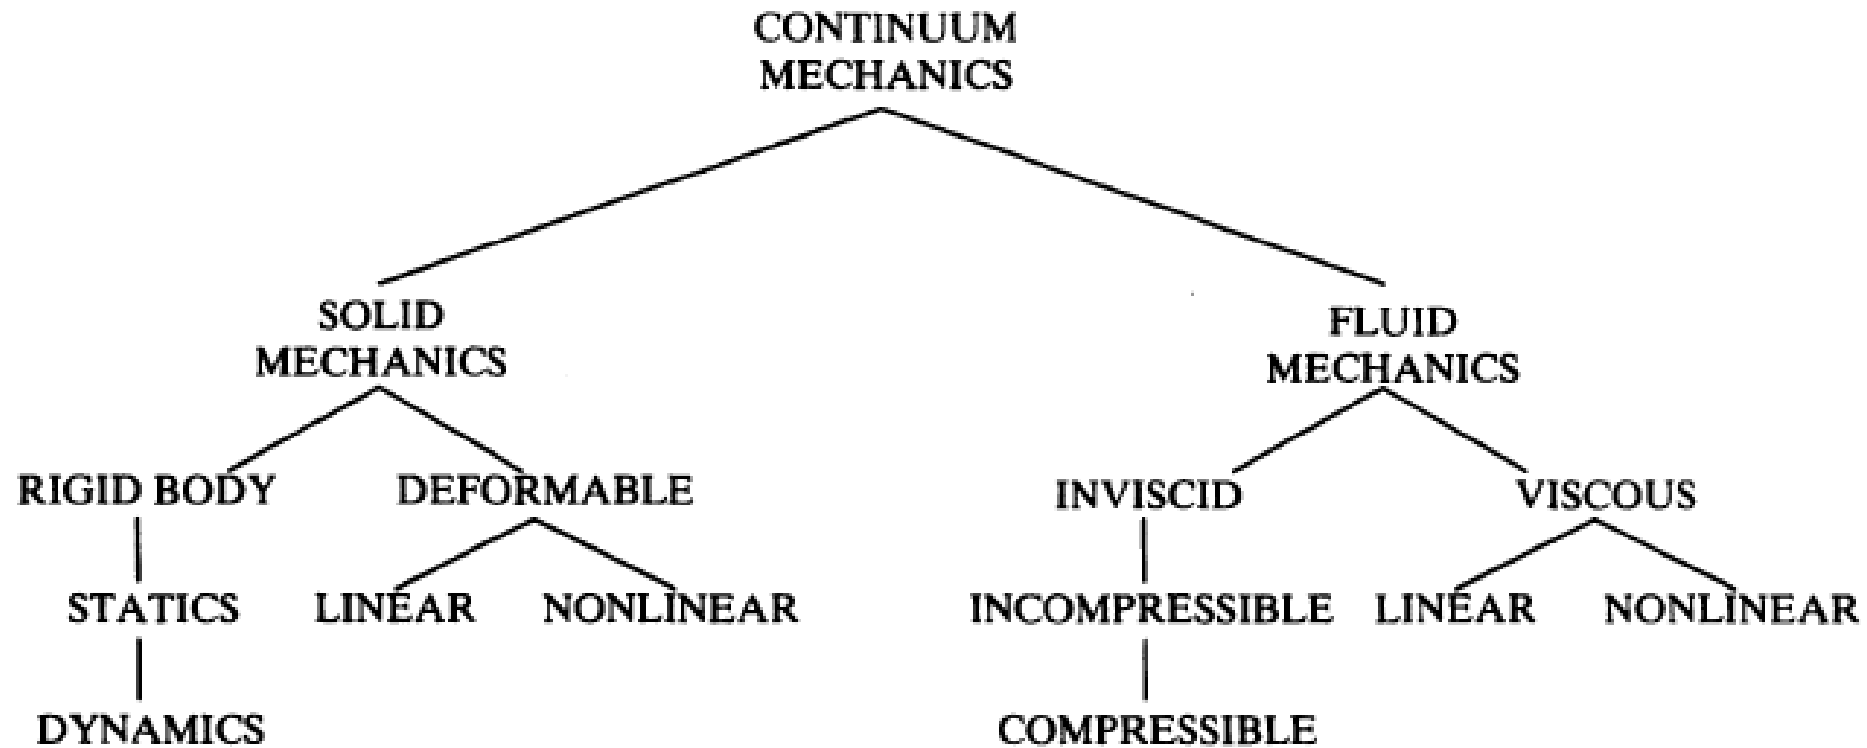 CONTINUUM
MECHANICS
SOLID
MECHANICS
FLUID
MECHANICS
RIGID BODY
DEFORMABLE
INVISCID
VISCOUS
STATICS
LINEAR
NONLINEAR
INCOMPRESSIBLE
LINEAR
NONLINEAR
DYNAMICS
COMPRESSIBLE